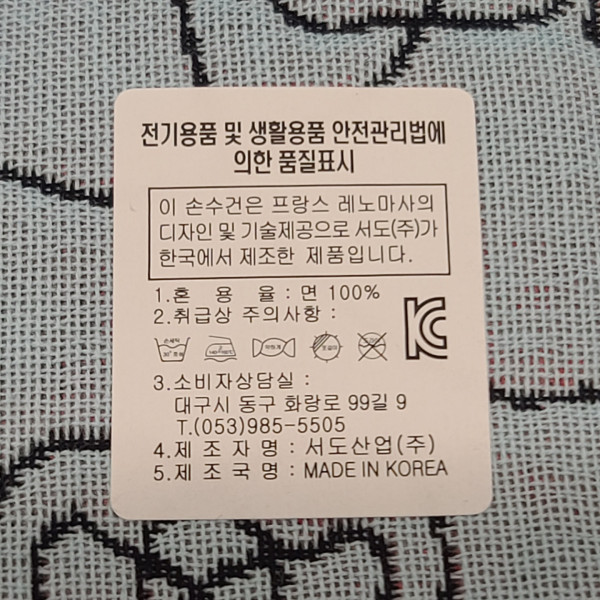 전기용품 및 생활용품 안전관리법에
의한 품질표시
이 손수건은 프랑스 레노마사의
디자인 및 기술제공으로 서도(주)가
한국에서 제조한 제품입니다.
1.혼 용 율 : 면 100%
2.취급상 주의사항 :
3.소비자상담실 :
대구시 동구 화랑로 99길 9
T.(053)985-5505
4.제 조 자 명 : 서도산업(주)
5.제 조 국 명 : MADE IN KOREA